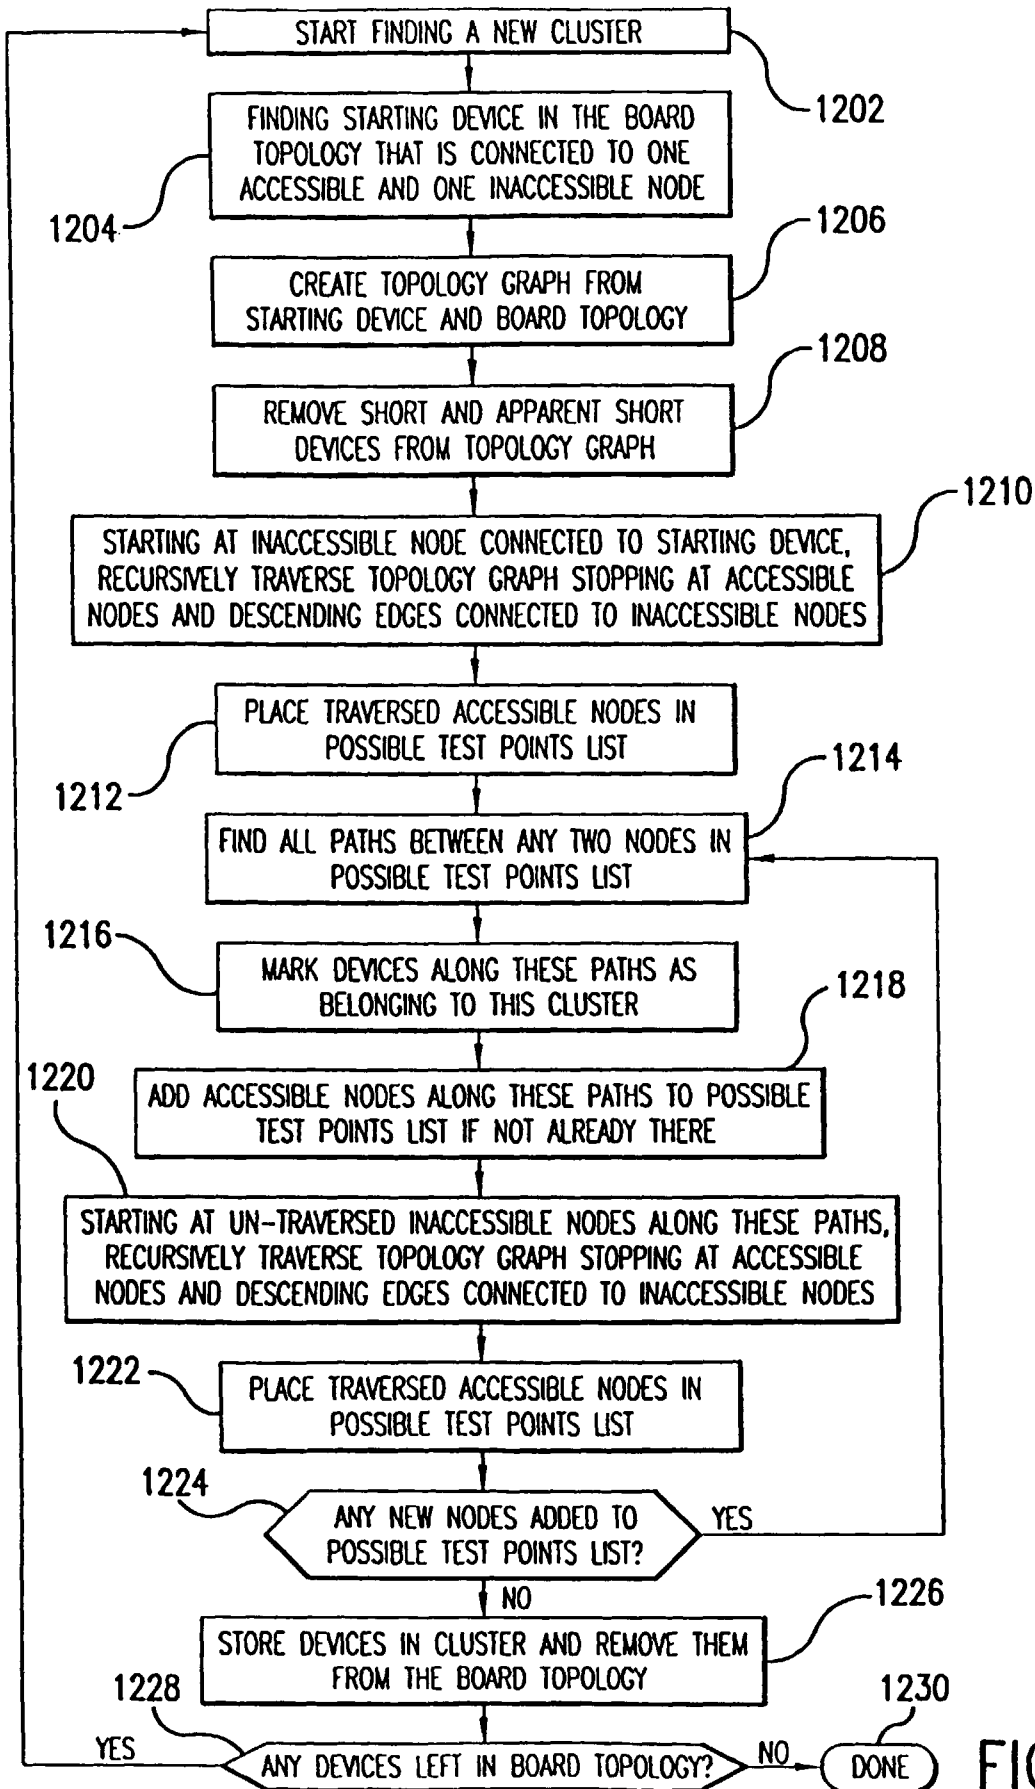 START FINDING A NEW CLUSTER
1202
FINDING STARTING DEVICE IN THE BOARD
TOPOLOGY THAT IS CONNECTED TO ONE
ACCESSIBLE AND ONE INACCESSIBLE NODE
1204
1206
CREATE TOPOLOGY GRAPH FROM
STARTING DEVICE AND BOARD TOPOLOGY
1208
REMOVE SHORT AND APPARENT SHORT
DEVICES FROM TOPOLOGY GRAPH
1210
STARTING AT INACCESSIBLE NODE CONNECTED TO STARTING DEVICE,
RECURSIVELY TRAVERSE TOPOLOGY GRAPH STOPPING AT ACCESSIBLE
NODES AND DESCENDING EDGES CONNECTED TO INACCESSIBLE NODES
PLACE TRAVERSED ACCESSIBLE NODES IN
POSSIBLE TEST POINTS LIST
1212
1214
FIND ALL PATHS BETWEEN ANY TWO NODES IN
POSSIBLE TEST POINTS LIST
1216
MARK DEVICES ALONG THESE PATHS AS
BELONGING TO THIS CLUSTER
1218
1220
ADD ACCESSIBLE NODES ALONG THESE PATHS TO POSSIBLE
TEST POINTS LIST IF NOT ALREADY THERE
STARTING AT UN-TRAVERSED INACCESSIBLE NODES ALONG THESE PATHS,
RECURSIVELY TRAVERSE TOPOLOGY GRAPH STOPPING AT ACCESSIBLE
NODES AND DESCENDING EDGES CONNECTED TO INACCESSIBLE NODES
1222
PLACE TRAVERSED ACCESSIBLE NODES IN
POSSIBLE TEST POINTS LIST
1224
ANY NEW NODES ADDED TO
POSSIBLE TEST POINTS LIST?
YES
NO
1226
STORE DEVICES IN CLUSTER AND REMOVE THEM
FROM THE BOARD TOPOLOGY
1228
1230
YES
ANY DEVICES LEFT IN BOARD TOPOLOGY?
NO
DONE